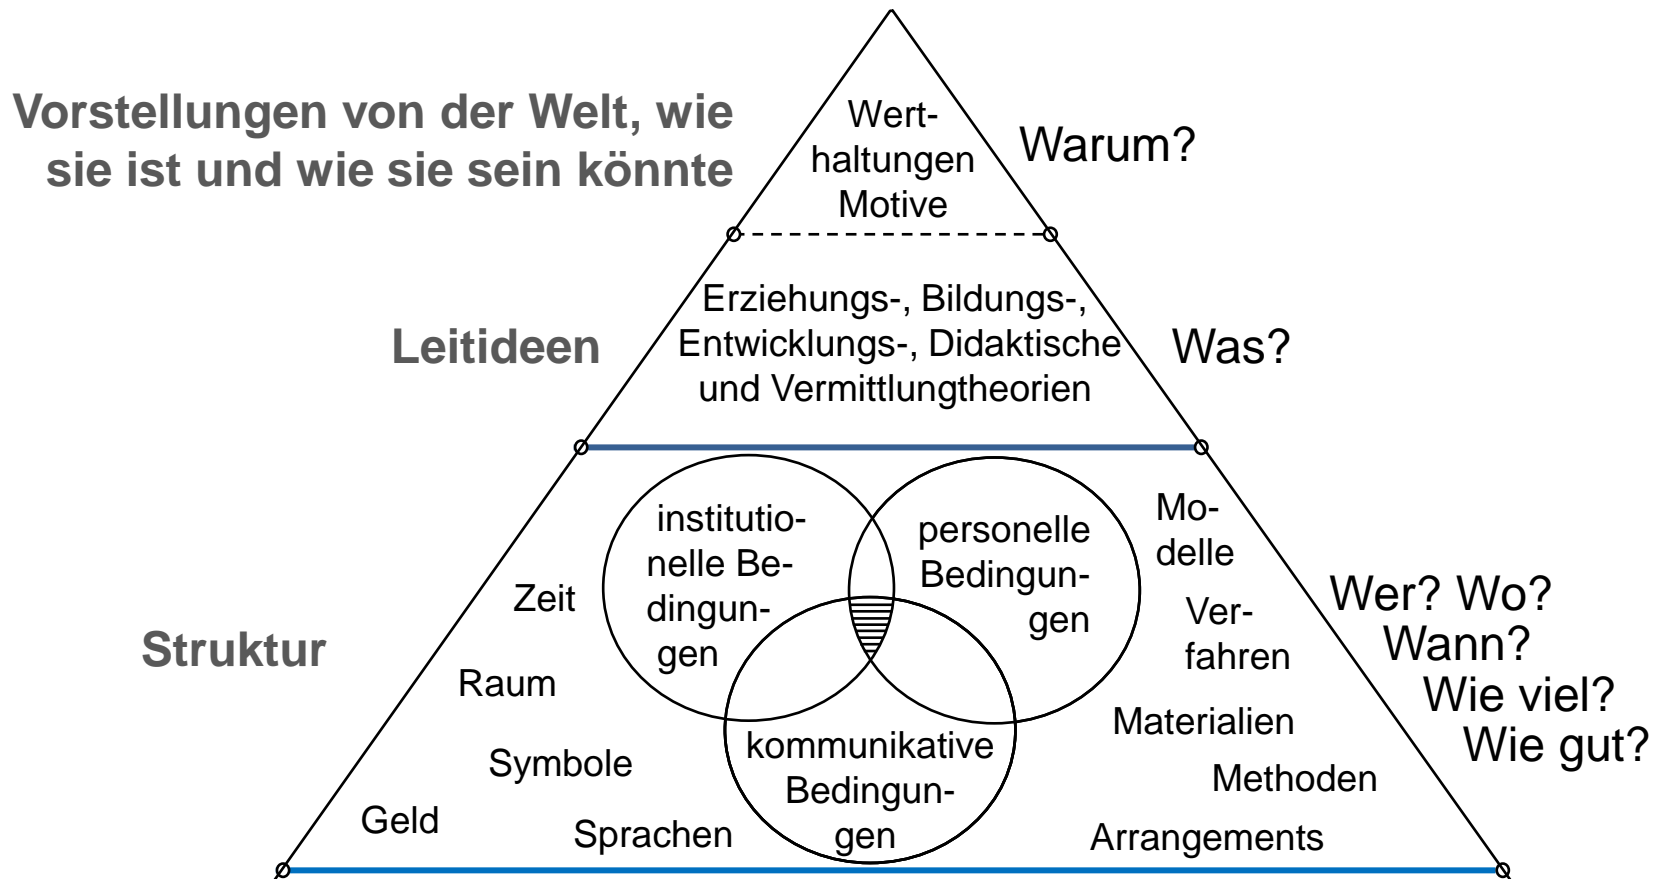 Vorstellungen von der Welt, wie
sie ist und wie sie sein könnte
Wert-
haltungen
Motive
Warum?
Leitideen
Erziehungs-, Bildungs-,
Entwicklungs-, Didaktische
und Vermittlungtheorien
Was?
Struktur
Zeit
Raum
Symbole
Geld
Sprachen
institutio-
nelle Be-
dingun-
gen
personelle
Bedingun-
gen
kommunikative
Bedingun-
gen
Mo-
delle
Ver-
fahren
Materialien
Methoden
Arrangements
Wer? Wo?
Wann?
Wie viel?
Wie gut?